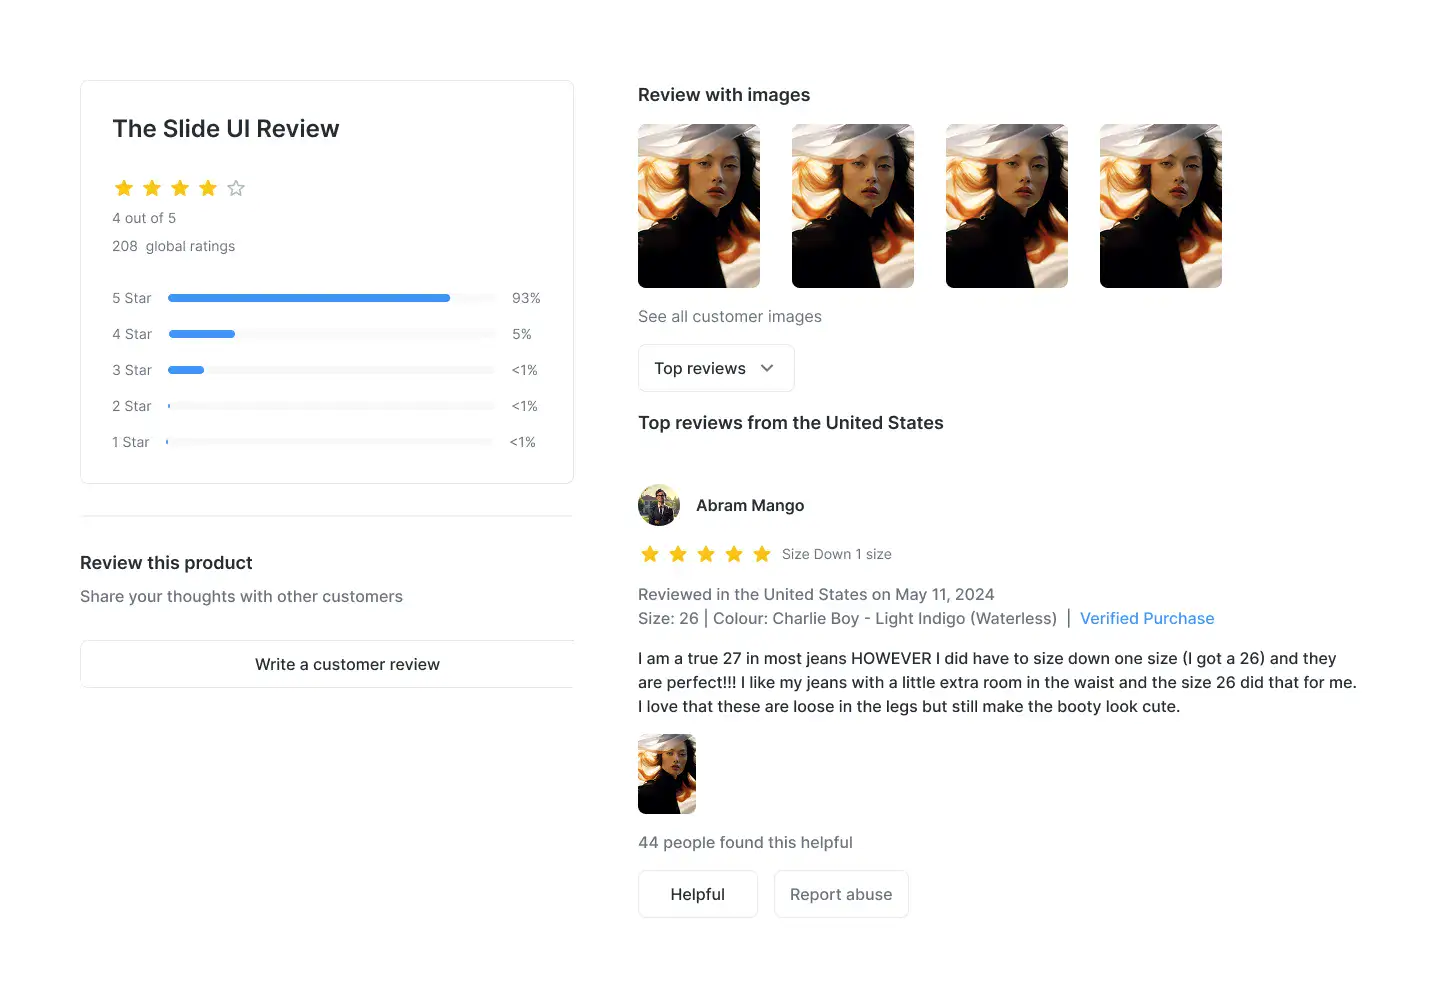 The Slide UI Review
4 out of 5
208 global ratings
5 Star 93%
4 Star 5%
3 Star <1%
2 Star <1%
1 Star <1%
Review this product
Share your thoughts with other customers
Write a customer review
Review with images
See all customer images
Top reviews
Top reviews from the United States
Abram Mango
Size Down 1 size
Reviewed in the United States on May 11, 2024
Size: 26 | Colour: Charlie Boy - Light Indigo (Waterless) | Verified Purchase
I am a true 27 in most jeans HOWEVER I did have to size down one size (I got a 26) and they
are perfect!!! I like my jeans with a little extra room in the waist and the size 26 did that for me.
I love that these are loose in the legs but still make the booty look cute.
44 people found this helpful
Helpful Report abuse